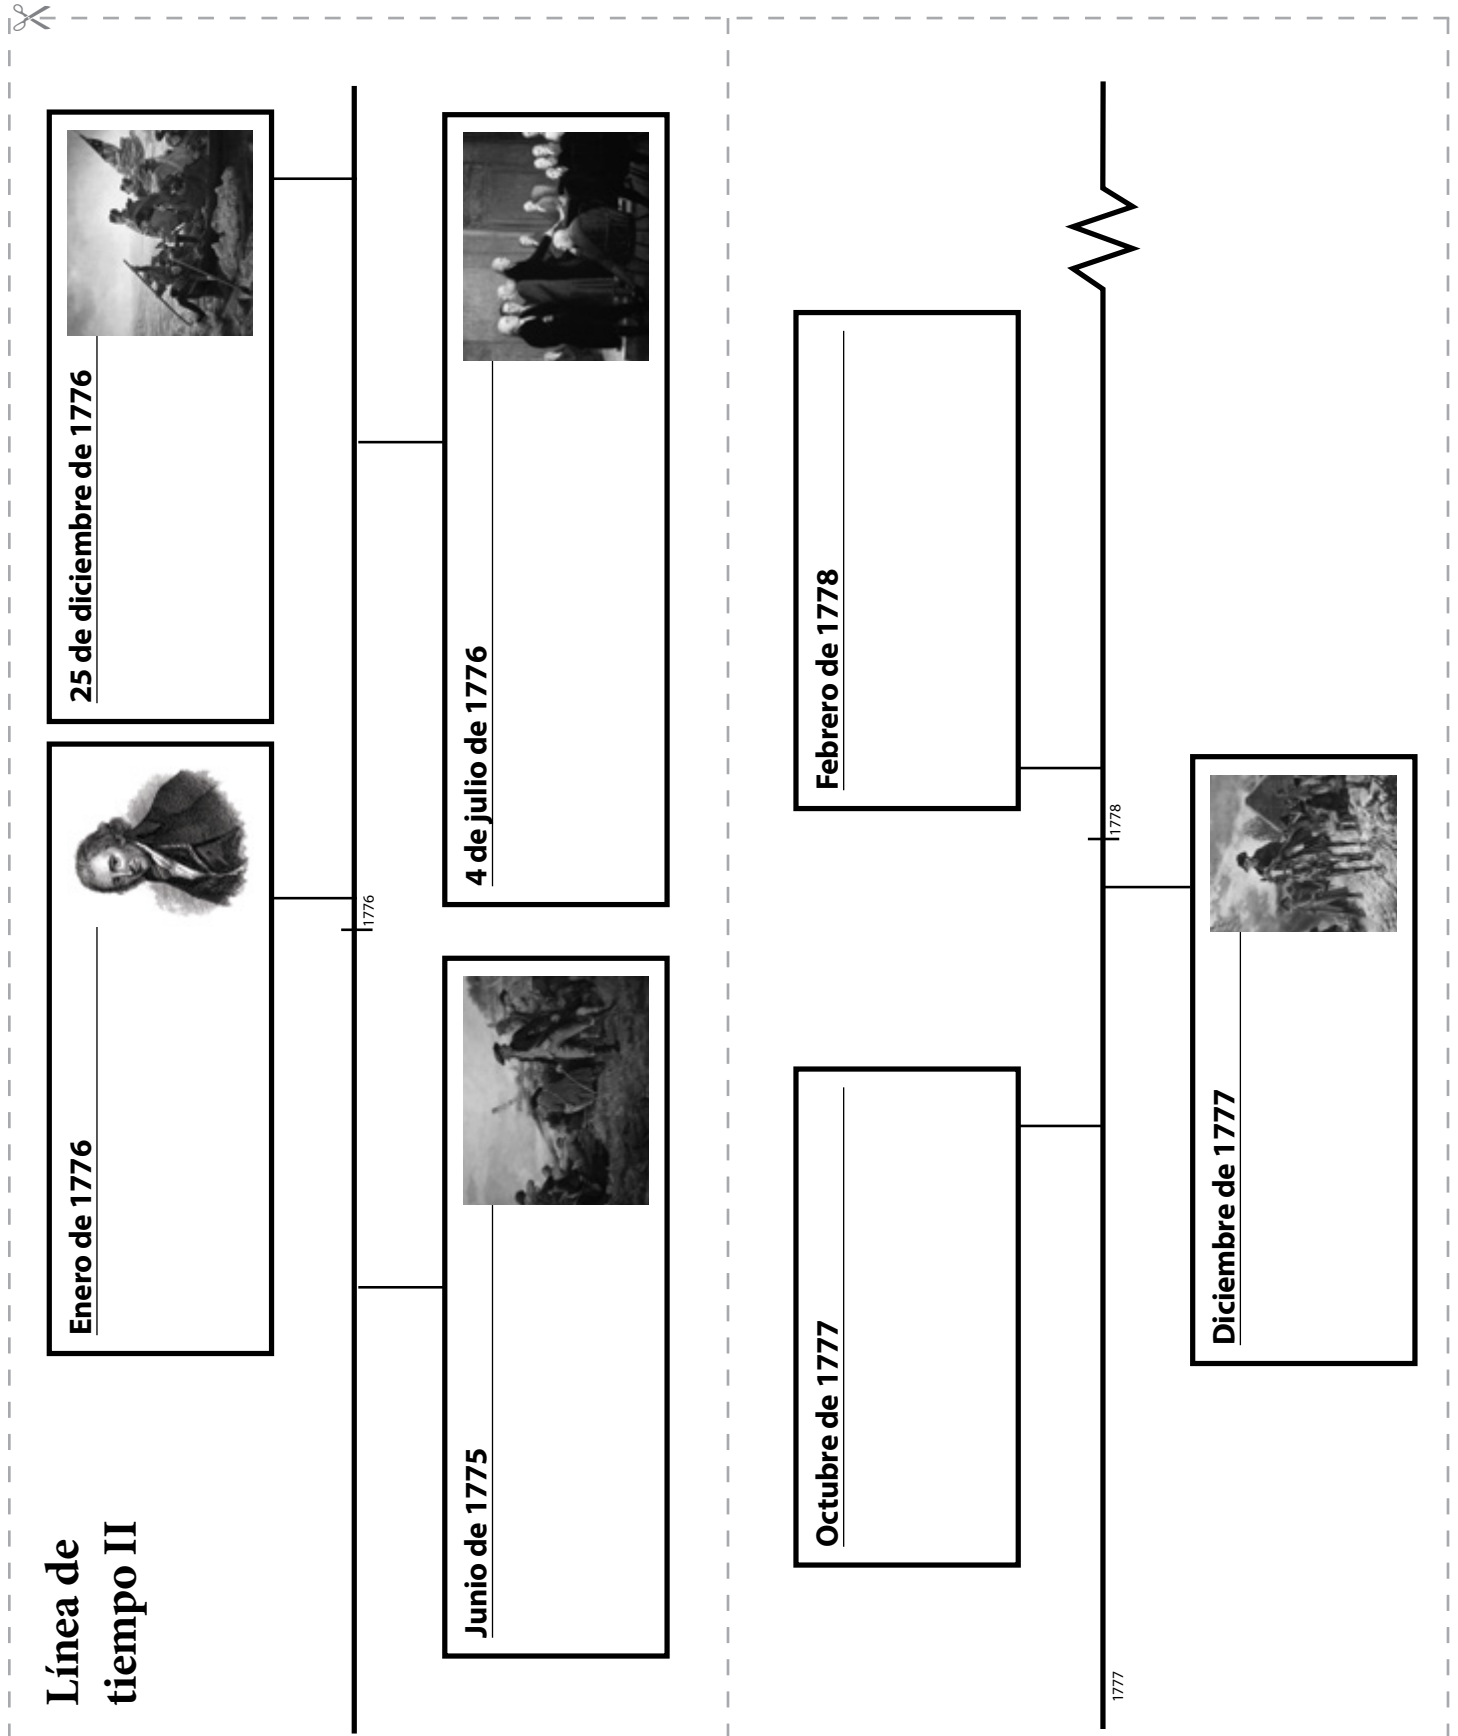 Línea de
tiempo II
Enero de 1776
25 de diciembre de 1776
1776
Junio de 1775
4 de julio de 1776
Octubre de 1777
Febrero de 1778
1777
1778
Diciembre de 1777